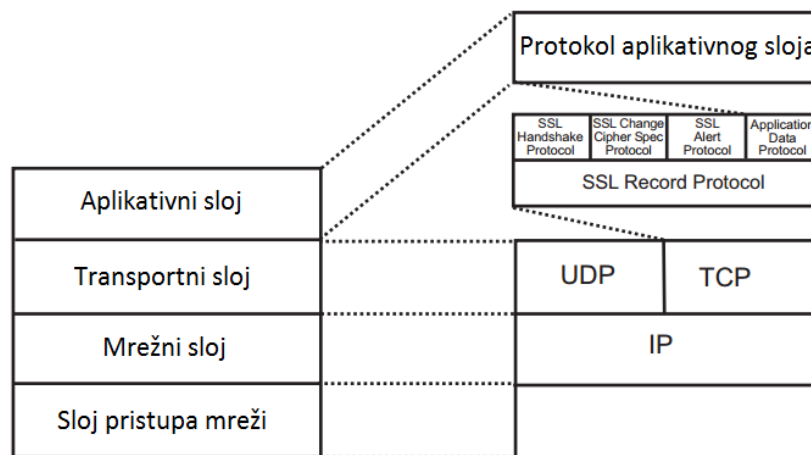 Protokol aplikativnog sloja
SSL
Handshake
Protocol
SSL Change
Cipher Spec
Protocol
SSL
Alert
Protocol
Application
Data
Protocol
SSL Record Protocol
Aplikativni sloj
Transportni sloj
UDP
TCP
Mrežni sloj
IP
Sloj pristupa mreži